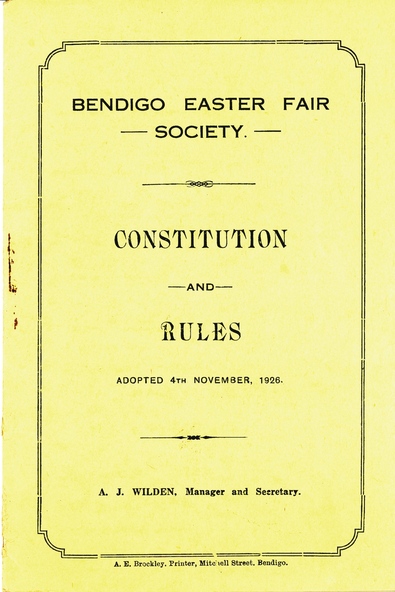 BENDIGO EASTER FAIR
— SOCIETY. —
CONSTITUTION
—AND—
RULES
ADOPTED 4TH NOVEMBER, 1926.
A. J. WILDEN, Manager and Secretary.
A. E. Brockley, Printer, Mitchell Street, Bendigo.